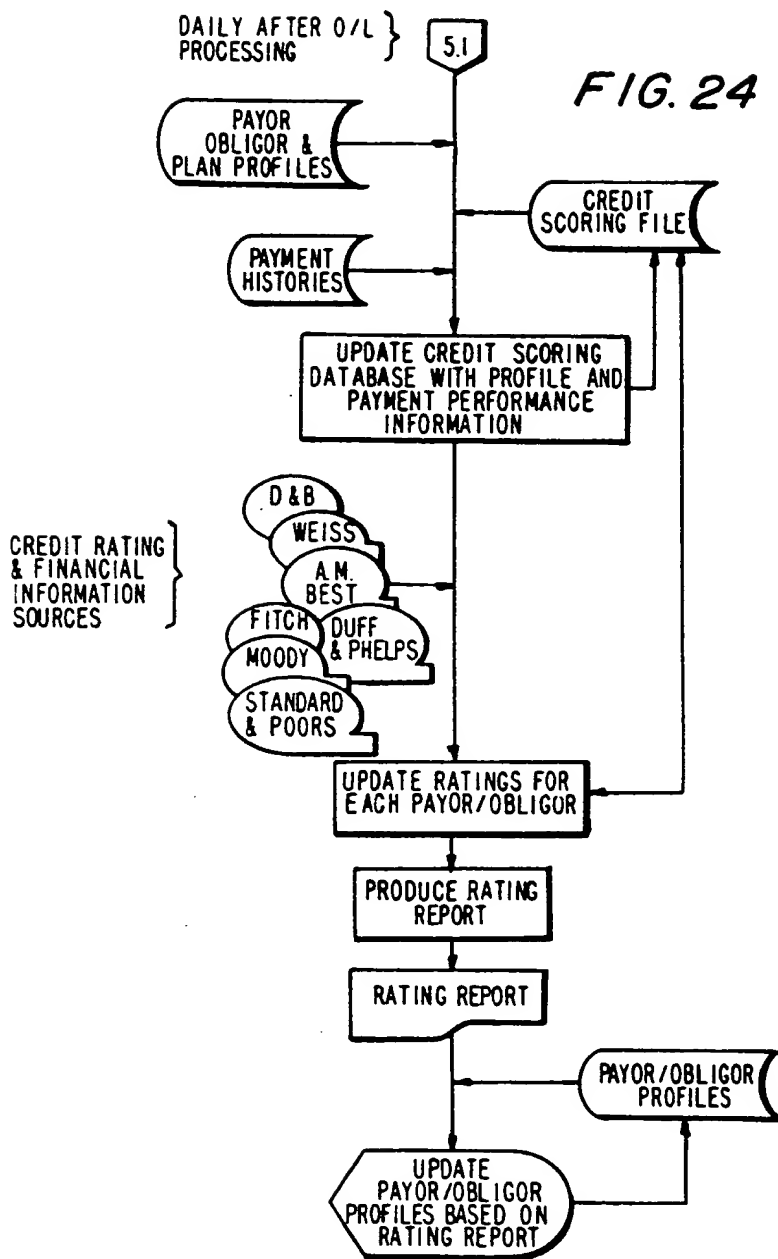 DAILY AFTER O/L
PROCESSING
5.1
FIG. 24
PAYOR
OBLIGOR &
PLAN PROFILES
CREDIT
SCORING FILE
PAYMENT
HISTORIES
UPDATE CREDIT SCORING
DATABASE WITH PROFILE AND
PAYMENT PERFORMANCE
INFORMATION
CREDIT RATING
& FINANCIAL
INFORMATION
SOURCES
D & B
WEISS
A.M.
BEST
FITCH
DUFF
& PHELPS
MOODY
STANDARD
& POORS
UPDATE RATINGS FOR
EACH PAYOR/OBLIGOR
PRODUCE RATING
REPORT
RATING REPORT
PAYOR/OBLIGOR
PROFILES
UPDATE
PAYOR/OBLIGOR
PROFILES BASED ON
RATING REPORT